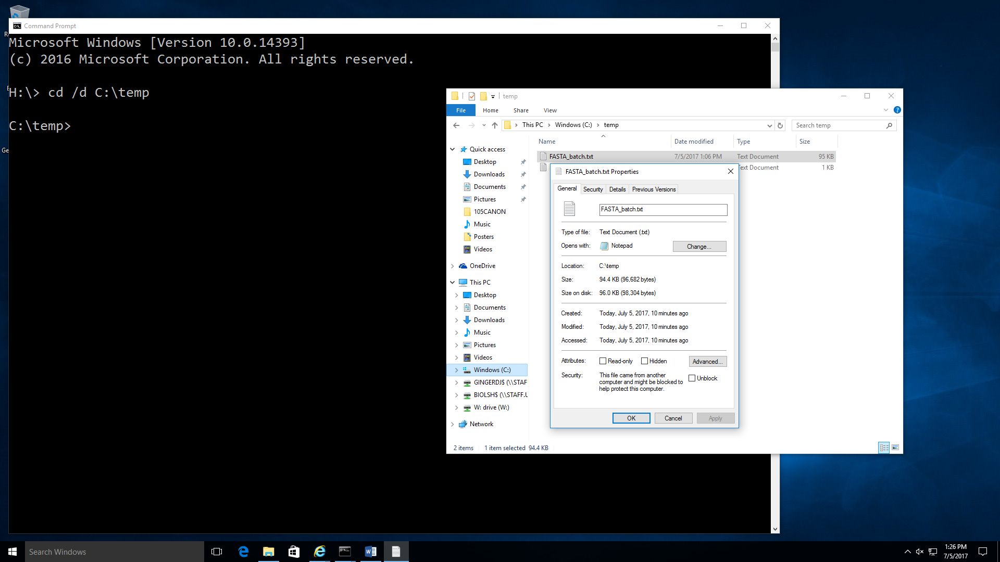 Command Prompt
Microsoft Windows [Version 10.0.14393]
(c) 2016 Microsoft Corporation. All rights reserved.
H:\> cd /d C:\temp
C:\temp>
Ge
temp
File Home Share View
This PC > Windows (C:) > temp
Search temp
Name Date modified Type Size
FASTA_batch.txt 7/5/2017 1:06 PM Text Document 95 KB
ext Document 1 KB
Quick access
Desktop
Downloads
Documents
Pictures
105CANON
Music
Posters
Videos
OneDrive
This PC
Desktop
Documents
Downloads
Music
Pictures
Videos
Windows (C:)
GINGERDJ$ (\\STAF
BIOLSH$ (\\STAFF.U
W: drive (W:)
Network
2 items 1 item selected 94.4 KB
FASTA_batch.txt Properties
General Security Details Previous Versions
FASTA_batch.txt
Type of file: Text Document (.txt)
Opens with: Notepad Change...
Location: C:\temp
Size: 94.4 KB (96,682 bytes)
Size on disk: 96.0 KB (98,304 bytes)
Created: Today, July 5, 2017, 10 minutes ago
Modified: Today, July 5, 2017, 10 minutes ago
Accessed: Today, July 5, 2017, 10 minutes ago
Attributes: Read-only Hidden Advanced...
Security: This file came from another
computer and might be blocked to
help protect this computer.
Unblock
OK Cancel Apply
Search Windows
1:26 PM
7/5/2017